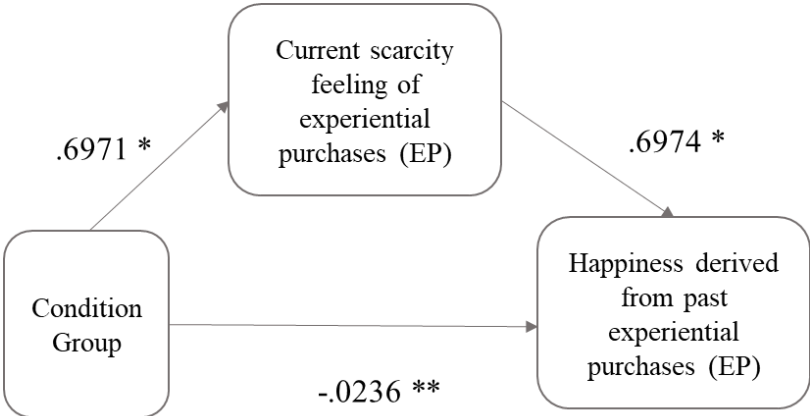 Current scarcity
feeling of
experiential
purchases (EP)
.6971 *
.6974 *
Condition
Group
Happiness derived
from past
experiential
purchases (EP)
-.0236 **